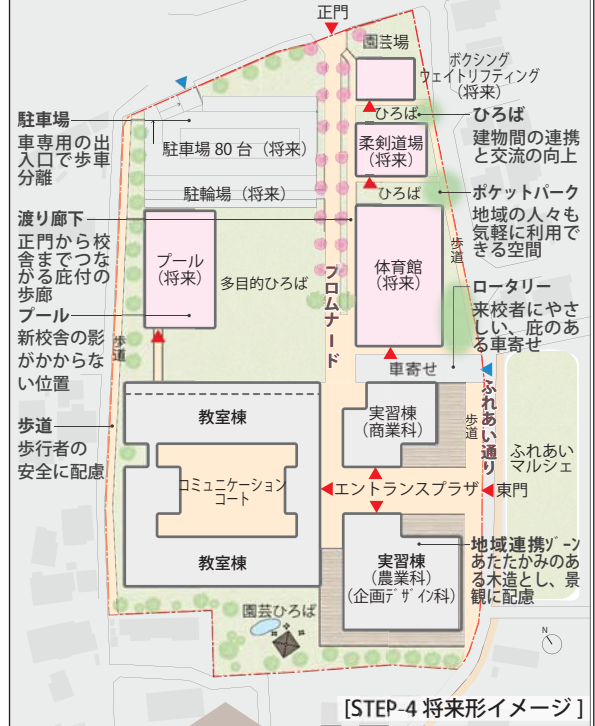 正門
園芸場
ボクシング
ウェイトリフティング
(将来)
ひろば
柔剣道場
(将来)
ひろば
体育館
(将来)
駐車場
車専用の出
入口で歩車
分離
駐車場 80 台(将来)
駐輪場(将来)
渡り廊下
正門から校
舎までつな
がる庇付の
歩廊
プール
(将来)
多目的ひろば
プロムナード
プール
新校舎の影
がかからな
い位置
歩道
歩道
歩行者の
安全に配慮
ひろば
建物間の連携
と交流の向上
ポケットパーク
地域の人々も
気軽に利用で
きる空間
歩道
ロータリー
来校者にやさ
しい、庇のあ
る車寄せ
車寄せ
ふれあい通り
歩道
教室棟
実習棟
(商業科)
ふれあい
マルシェ
コミュニケーション
コート
エントランスプラザ
東門
教室棟
実習棟
(農業科)
(企画デザイン科)
地域連携ゾーン
あたたかみのあ
る木造とし、景
観に配慮
園芸ひろば
N
[STEP-4 将来形イメージ ]